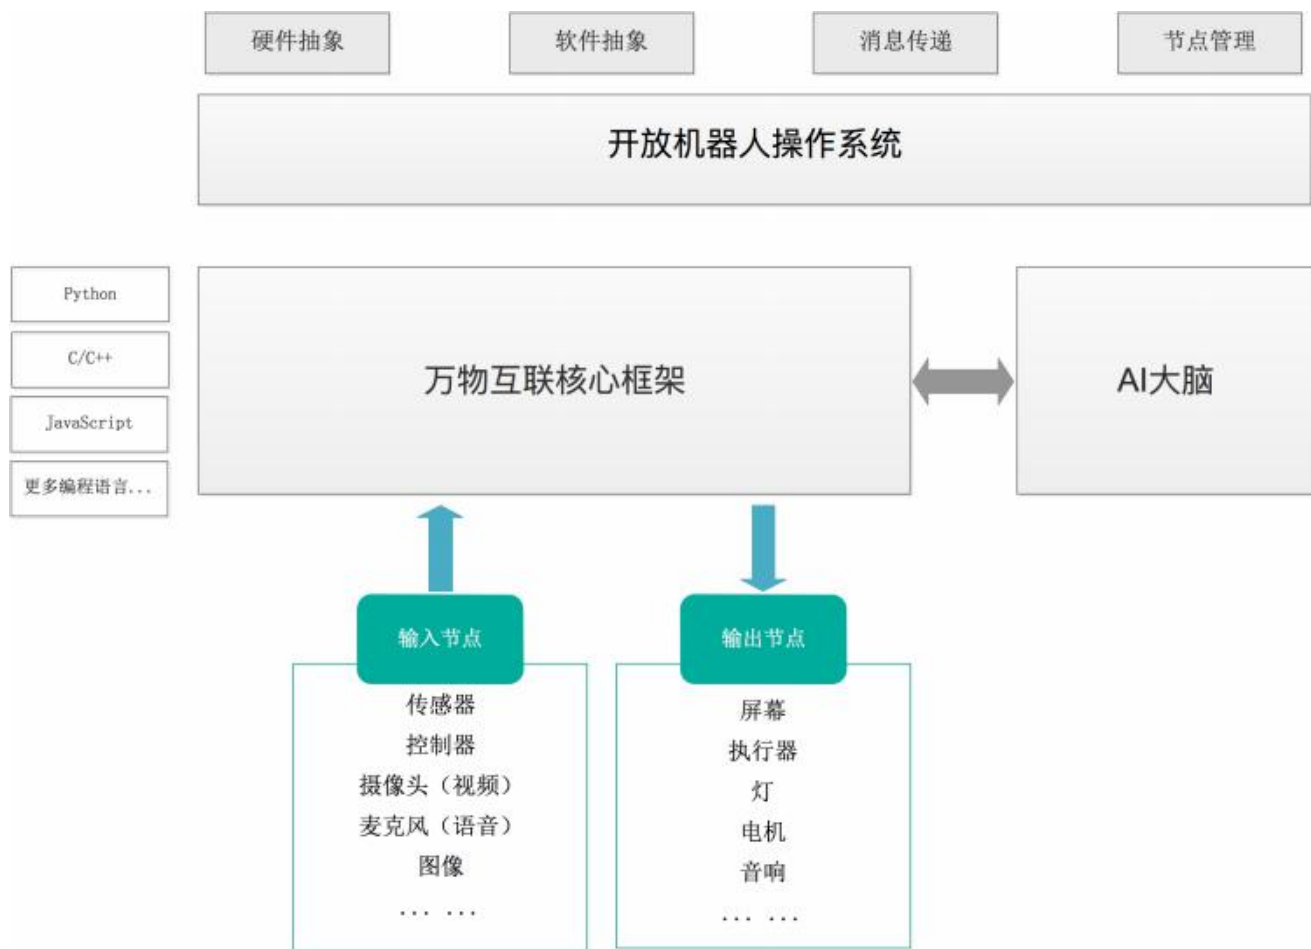 硬件抽象
软件抽象
消息传递
节点管理
开放机器人操作系统
Python
C/C++
JavaScript
更多编程语言...
万物互联核心框架
AI大脑
输入节点
传感器
控制器
摄像头（视频）
麦克风（语音）
图像
... ...
输出节点
屏幕
执行器
灯
电机
音响
... ...